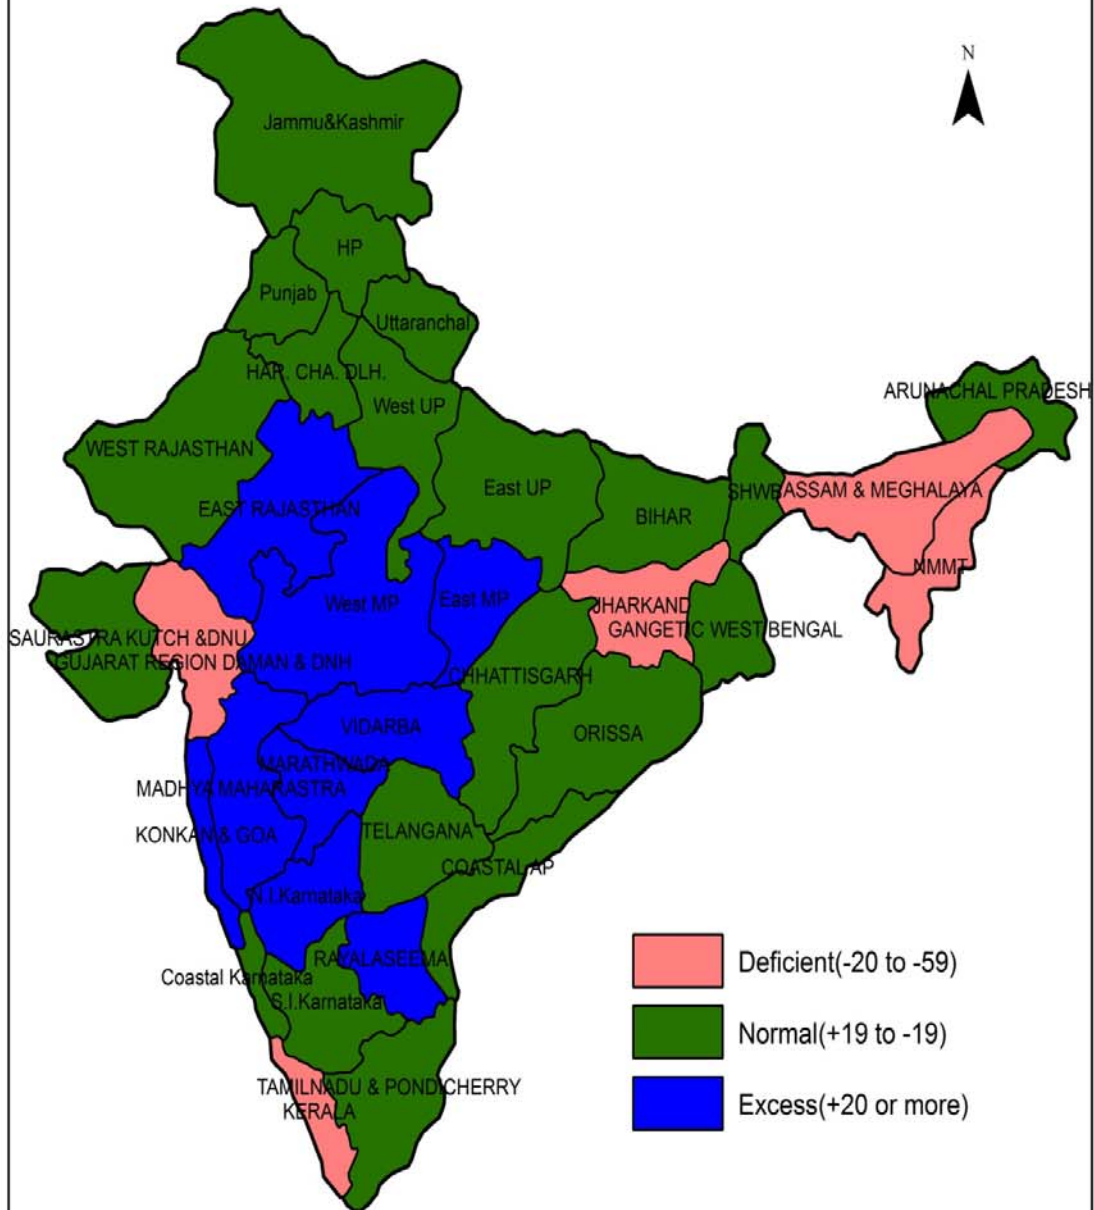 N
Jammu&Kashmir
HP
Punjab
Uttaranchal
HAR. CHA. DLH.
West UP
ARUNACHAL PRADESH
WEST RAJASTHAN
East UP
SHWB
ASSAM & MEGHALAYA
EAST RAJASTHAN
BIHAR
NMMT
West MP
East MP
JHARKAND
GANGETIC WEST BENGAL
SAURASTRA KUTCH &DNU
GUJARAT REGION DAMAN & DNH
CHHATTISGARH
VIDARBA
ORISSA
MARATHWADA
MADHYA MAHARASTRA
KONKAN & GOA
TELANGANA
COASTAL AP
N.I.Karnataka
RAYALASEEMA
Coastal Karnataka
S.I.Karnataka
TAMILNADU & PONDICHERRY
KERALA
Deficient(-20 to -59)
Normal(+19 to -19)
Excess(+20 or more)